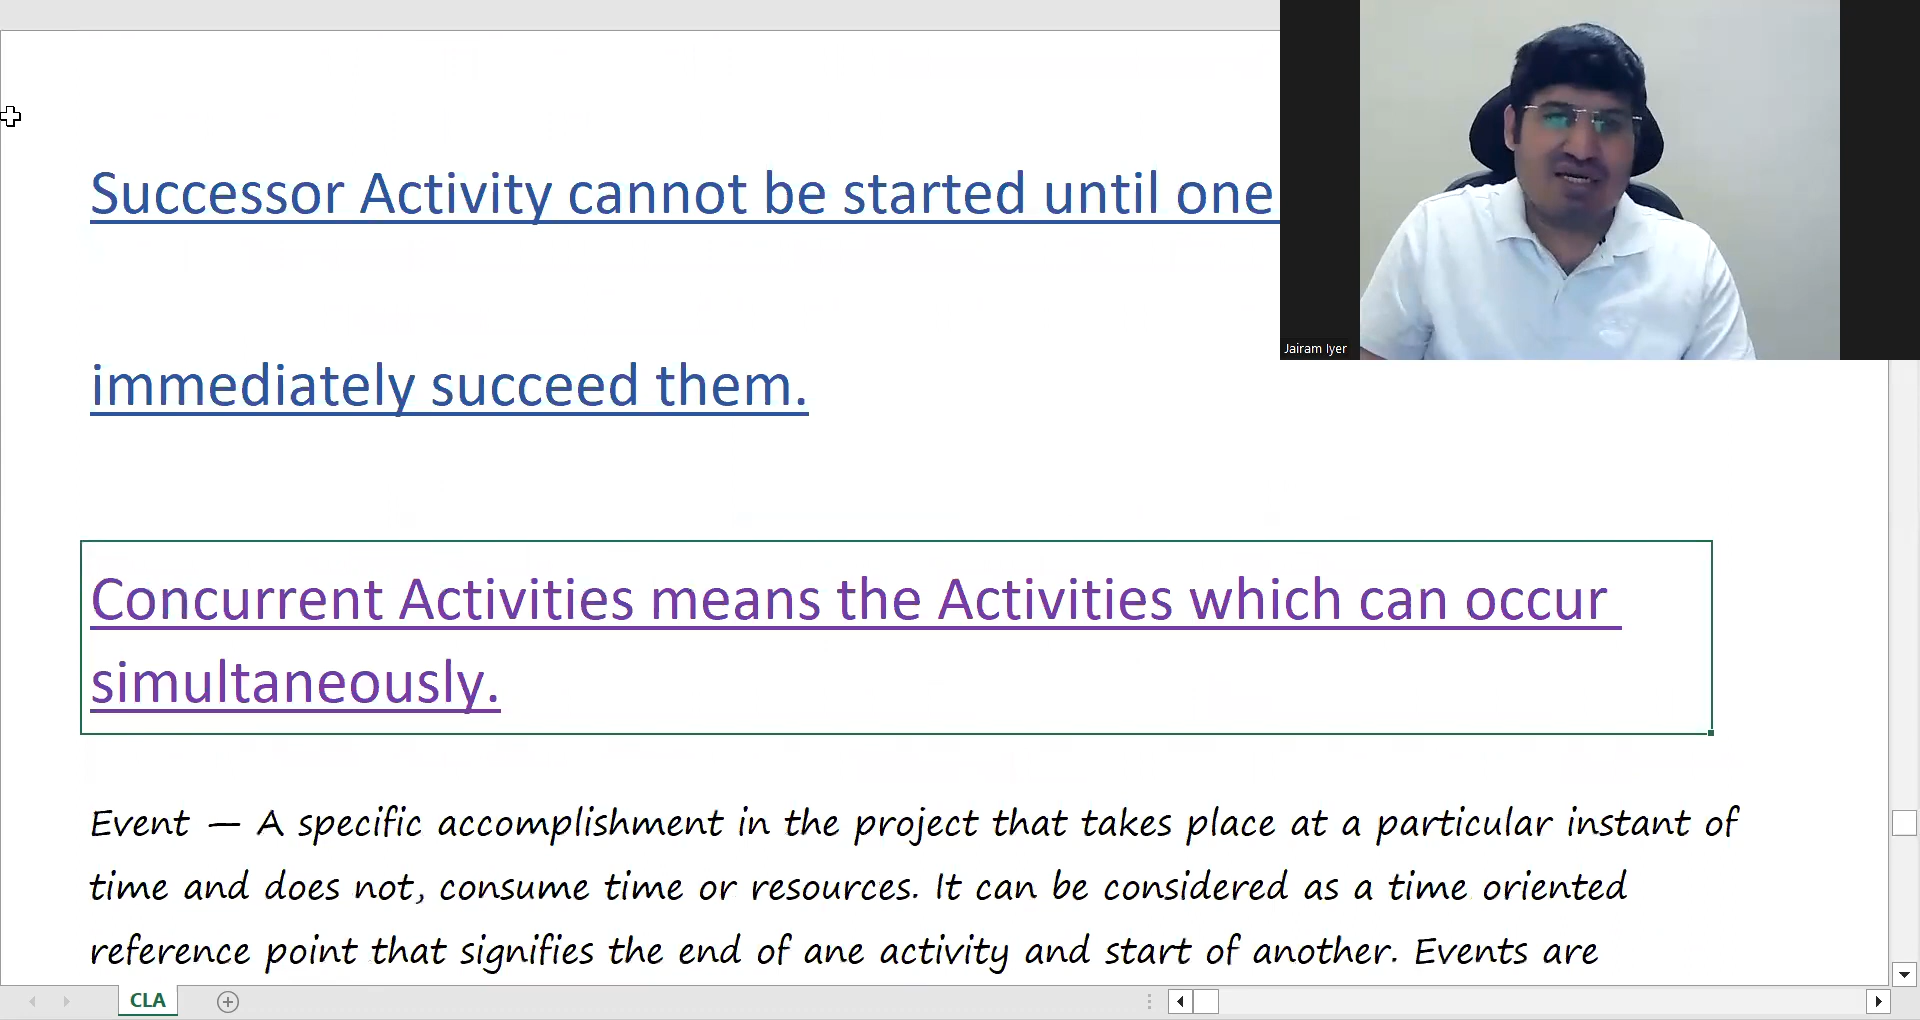 Successor Activity cannot be started until one
Jairam Iyer
immediately succeed them.
Concurrent Activities means the Activities which can occur
simultaneously.
Event — A specific accomplishment in the project that takes place at a particular instant of
time and does not, consume time or resources. It can be considered as a time oriented
reference point that signifies the end of ane activity and start of another. Events are
CLA